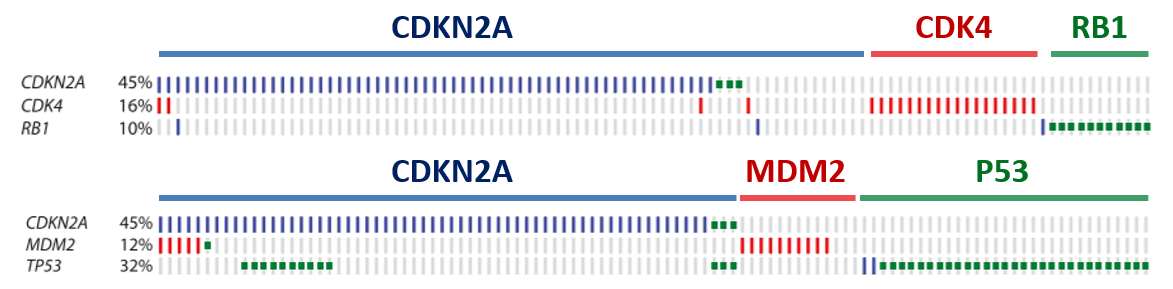 CDKN2A CDK4 RB1
CDKN2A 45%
CDK4 16%
RB1 10%
CDKN2A MDM2 P53
CDKN2A 45%
MDM2 12%
TP53 32%